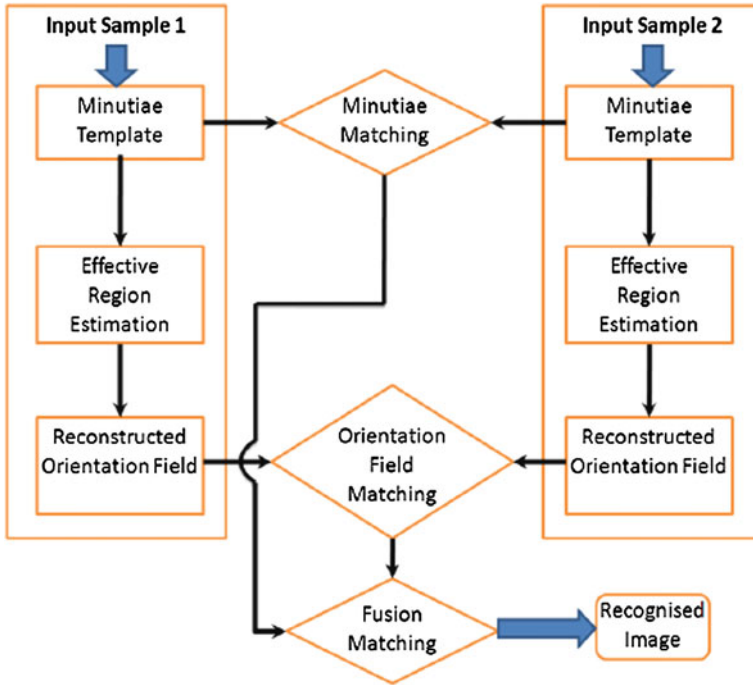 Input Sample 1
Minutiae
Template
Effective
Region
Estimation
Reconstructed
Orientation Field
Minutiae
Matching
Orientation
Field
Matching
Fusion
Matching
Input Sample 2
Minutiae
Template
Effective
Region
Estimation
Reconstructed
Orientation Field
Recognised
Image